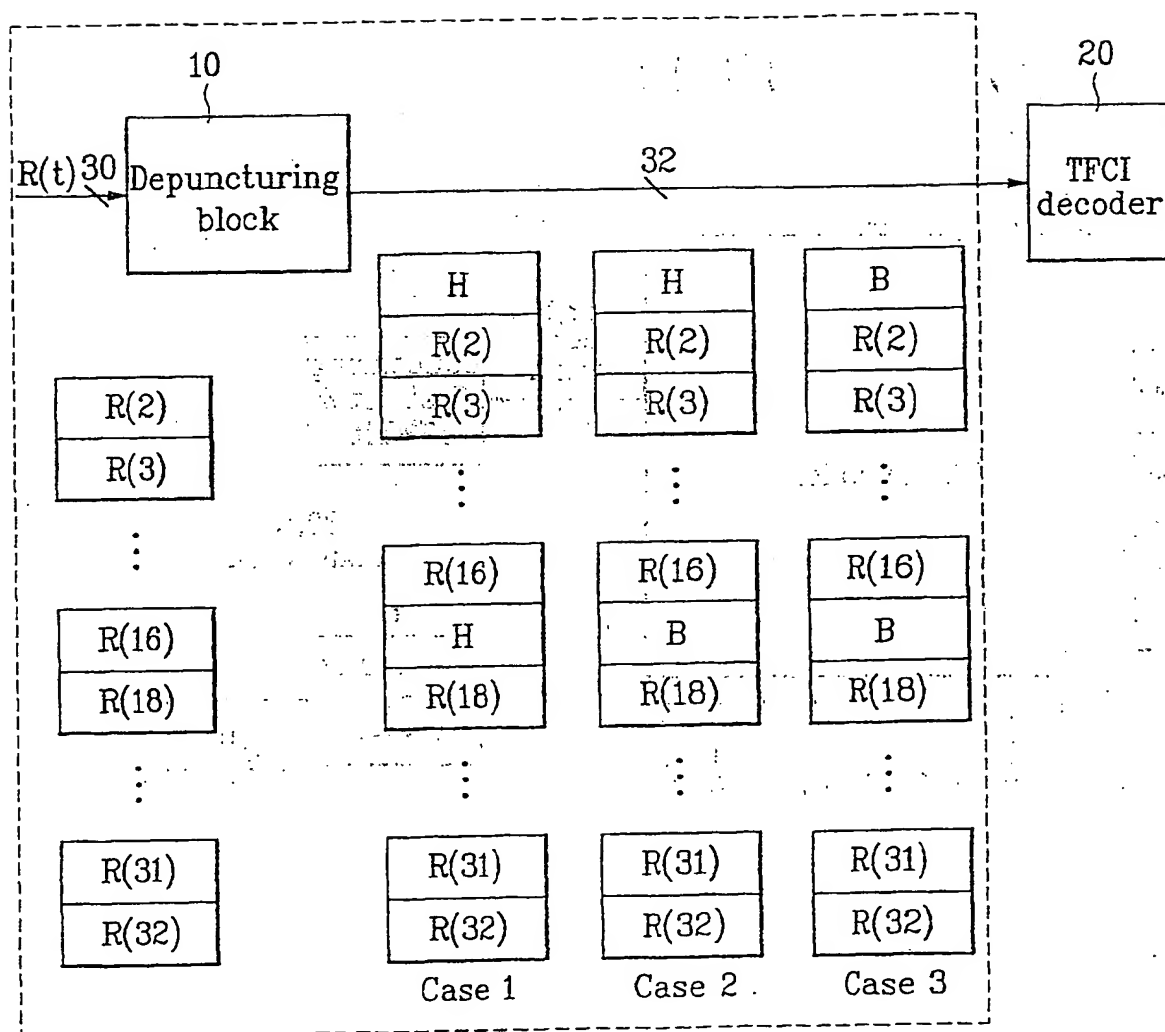 10
20
R(t) 30
Depuncturing
block
32
TFCI
decoder
R(2)
R(3)
R(16)
R(18)
R(31)
R(32)
H
R(2)
R(3)
R(16)
H
R(18)
R(31)
R(32)
Case 1
H
R(2)
R(3)
R(16)
B
R(18)
R(31)
R(32)
Case 2
B
R(2)
R(3)
R(16)
B
R(18)
R(31)
R(32)
Case 3